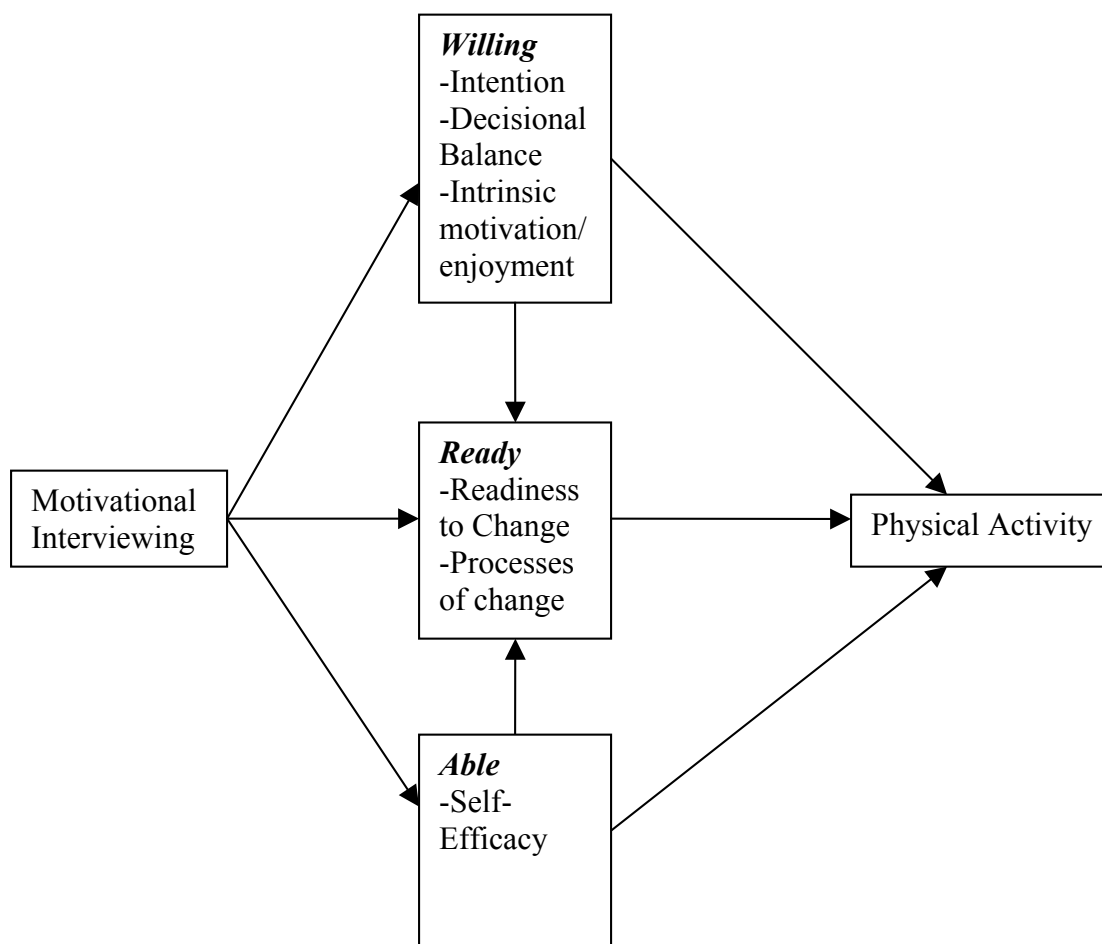 Willing
-Intention
-Decisional
Balance
-Intrinsic
motivation/
enjoyment
Motivational
Interviewing
Ready
-Readiness
to Change
-Processes
of change
Physical Activity
Able
-Self-
Efficacy